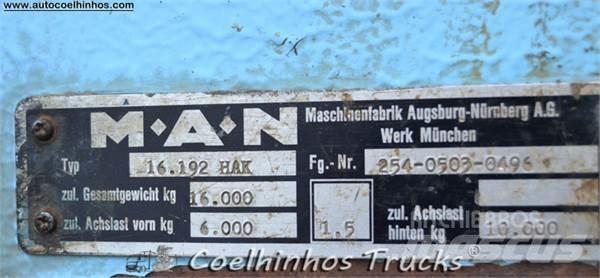 www.autocoelhinhos.com
M·A·N
Maschinenfabrik Augsburg-Nürnberg A.G.
Werk München
Typ 16.192 HAK
Fg.-Nr. 254-0503-0496
zul. Gesamtgewicht kg 16.000
zul. Achslast vorn kg 6.000
1,5
zul. Achslast
hinten kg 10.000
Coelhinhos Trucks®